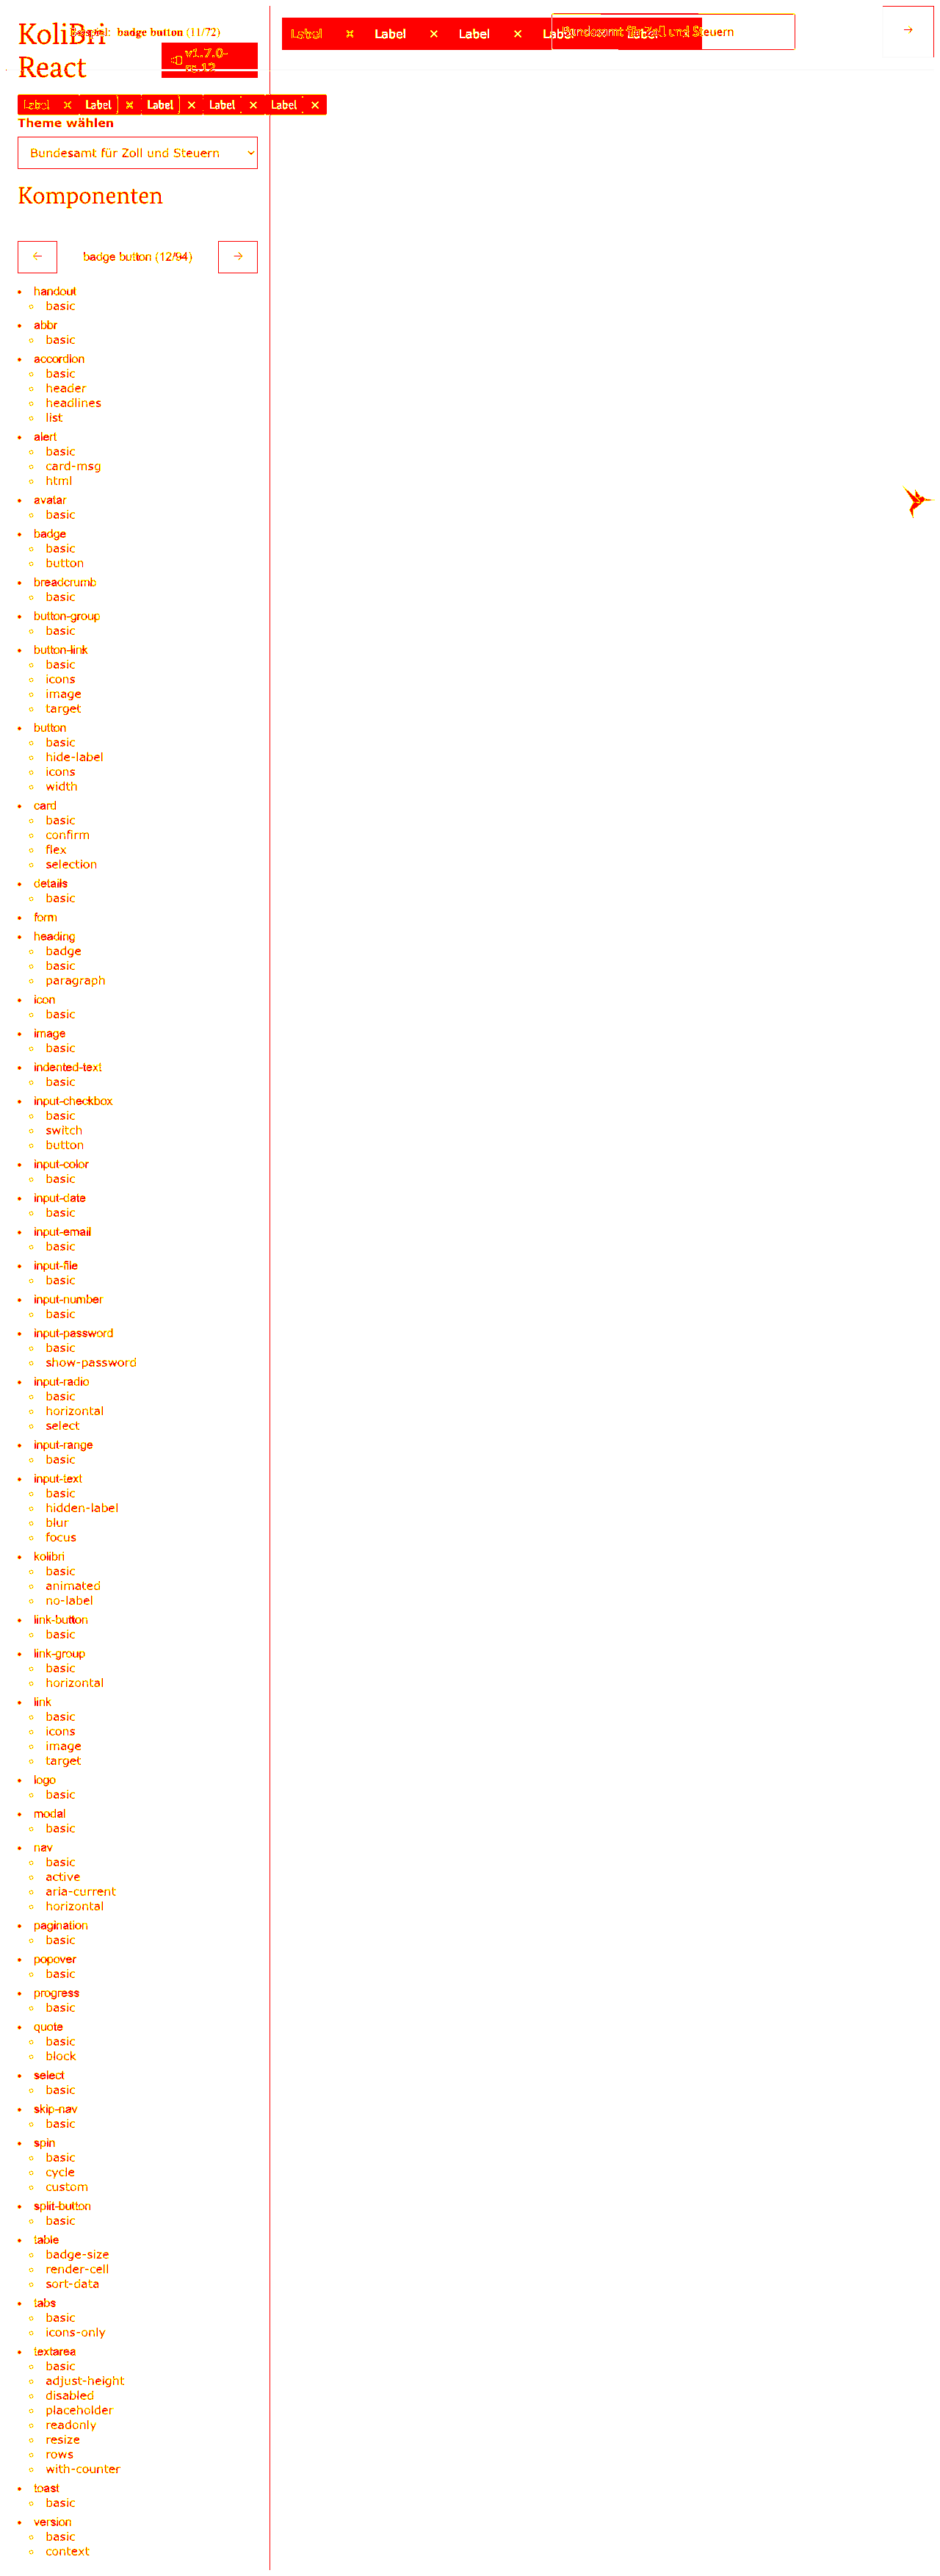 KoliBri
React
badge button (11/72)
Label Label Label Label Label
Bundesamt für Zoll und Steuern
Label Label Label Label Label
Theme wählen
Bundesamt für Zoll und Steuern
Komponenten
badge button (12/94)
handout
basic
abbr
basic
accordion
basic
header
headlines
list
alert
basic
card-msg
html
avatar
basic
badge
basic
button
breadcrumb
basic
button-group
basic
button-link
basic
icons
image
target
button
basic
hide-label
icons
width
card
basic
confirm
flex
selection
details
basic
form
heading
badge
basic
paragraph
icon
basic
image
basic
indented-text
basic
input-checkbox
basic
switch
button
input-color
basic
input-date
basic
input-email
basic
input-file
basic
input-number
basic
input-password
basic
show-password
input-radio
basic
horizontal
select
input-range
basic
input-text
basic
hidden-label
blur
focus
kolibri
basic
animated
no-label
link-button
basic
link-group
basic
horizontal
link
basic
icons
image
target
logo
basic
modal
basic
nav
basic
active
aria-current
horizontal
pagination
basic
popover
basic
progress
basic
quote
basic
block
select
basic
skip-nav
basic
spin
basic
cycle
custom
split-button
basic
table
badge-size
render-cell
sort-data
tabs
basic
icons-only
textarea
basic
adjust-height
disabled
placeholder
readonly
resize
rows
with-counter
toast
basic
version
basic
context